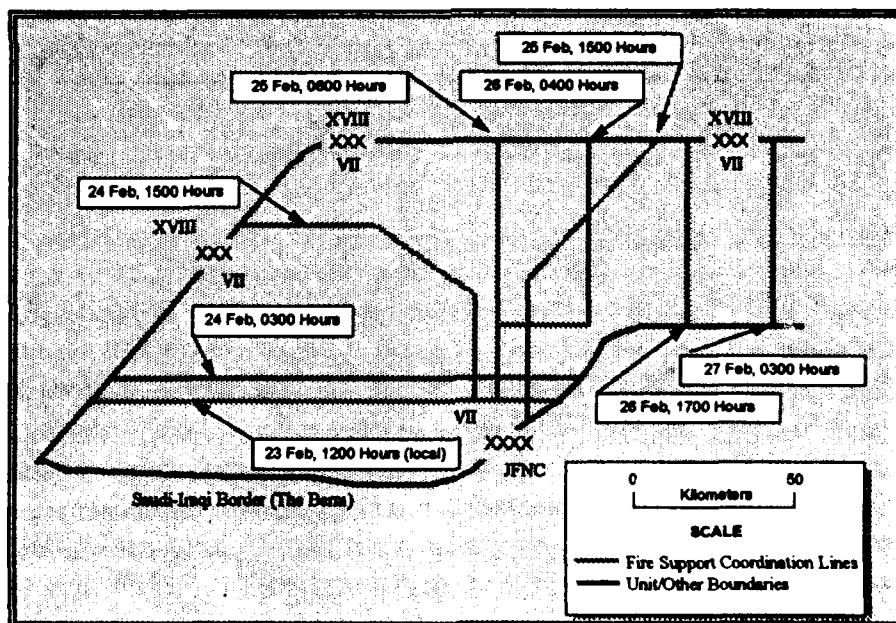 25 Feb, 1500 Hours
25 Feb, 0600 Hours
26 Feb, 0400 Hours
XVIII
XXX
VII
XVIII
XXX
VII
24 Feb, 1500 Hours
XVIII
XXX
VII
24 Feb, 0300 Hours
27 Feb, 0300 Hours
26 Feb, 1700 Hours
VII
XXXX
JFNC
23 Feb, 1200 Hours (local)
Saudi-Iraqi Border (The Berm)
0 50
Kilometers
SCALE
Fire Support Coordination Lines
Unit/Other Boundaries